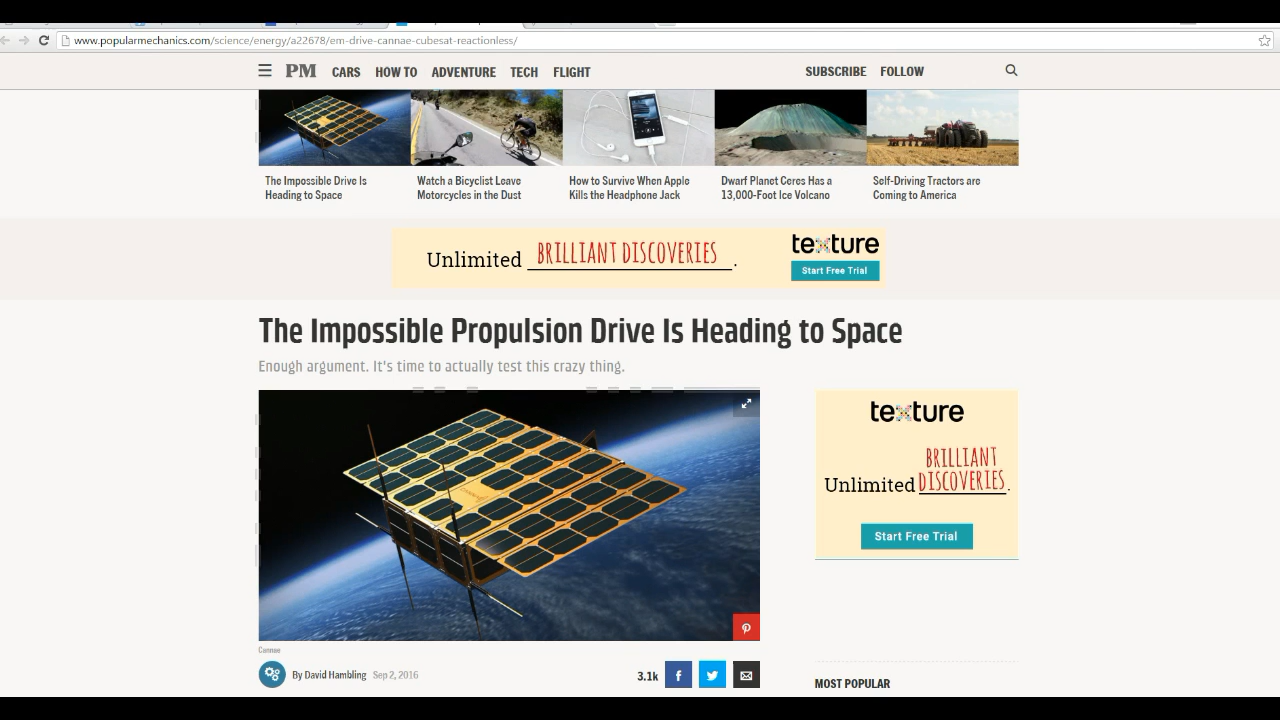 www.popularmechanics.com/science/energy/a22678/em-drive-cannae-cubesat-reactionless/
PM CARS HOW TO ADVENTURE TECH FLIGHT SUBSCRIBE FOLLOW
The Impossible Drive Is
Heading to Space
Watch a Bicyclist Leave
Motorcycles in the Dust
How to Survive When Apple
Kills the Headphone Jack
Dwarf Planet Ceres Has a
13,000-Foot Ice Volcano
Self-Driving Tractors are
Coming to America
Unlimited BRILLIANT DISCOVERIES.
texture
Start Free Trial
The Impossible Propulsion Drive Is Heading to Space
Enough argument. It's time to actually test this crazy thing.
texture
Unlimited BRILLIANT
DISCOVERIES.
Start Free Trial
Cannae
By David Hambling Sep 2, 2016
3.1k
MOST POPULAR